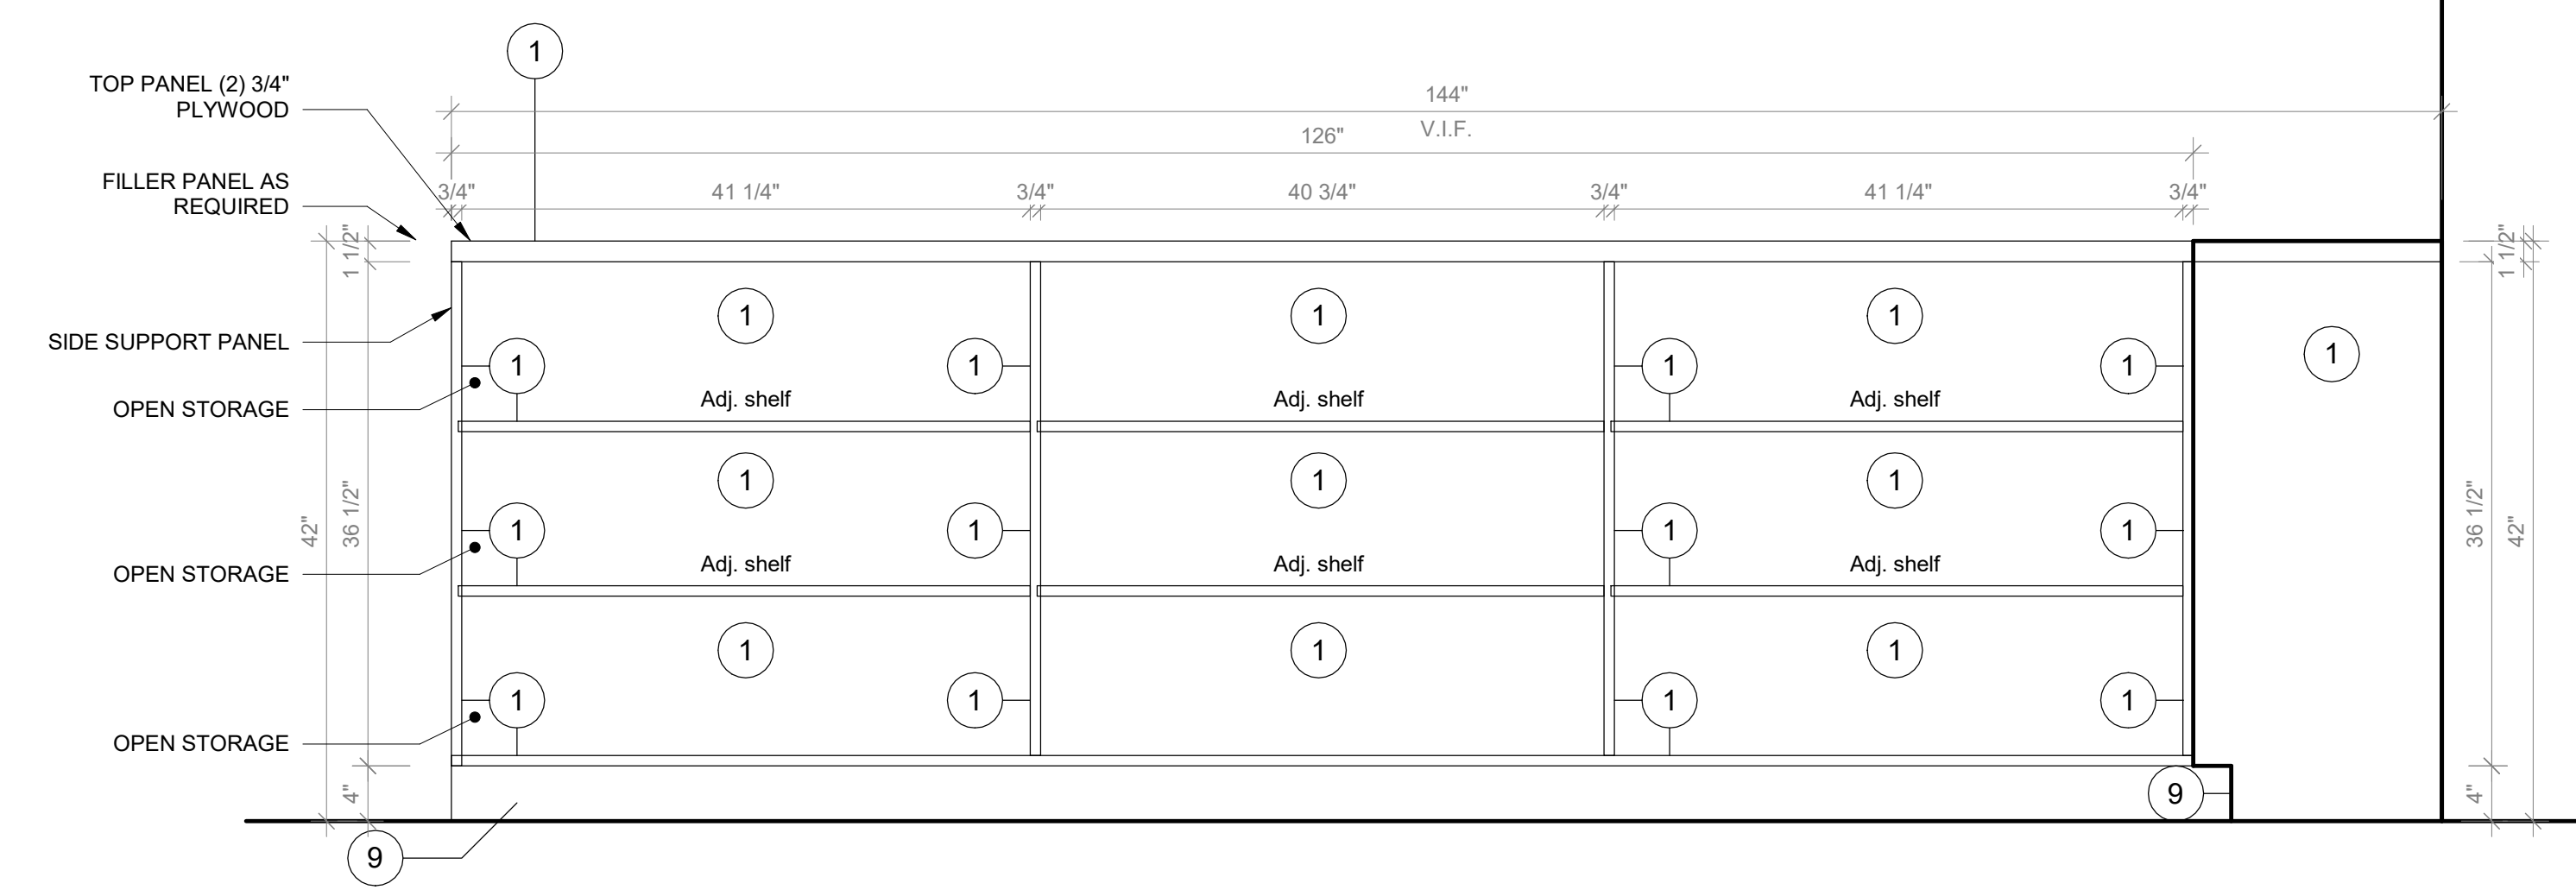 1
TOP PANEL (2) 3/4"
PLYWOOD
144"
V.I.F.
126"
FILLER PANEL AS
REQUIRED
3/4"
41 1/4"
3/4"
40 3/4"
3/4"
41 1/4"
3/4"
1 1/2"
1 1/2"
1
1
1
1
SIDE SUPPORT PANEL
1
1
1
1
OPEN STORAGE
Adj. shelf
Adj. shelf
Adj. shelf
1
1
1
42"
36 1/2"
1
1
1
1
36 1/2"
42"
OPEN STORAGE
Adj. shelf
Adj. shelf
Adj. shelf
1
1
1
1
1
1
1
OPEN STORAGE
4"
9
4"
9